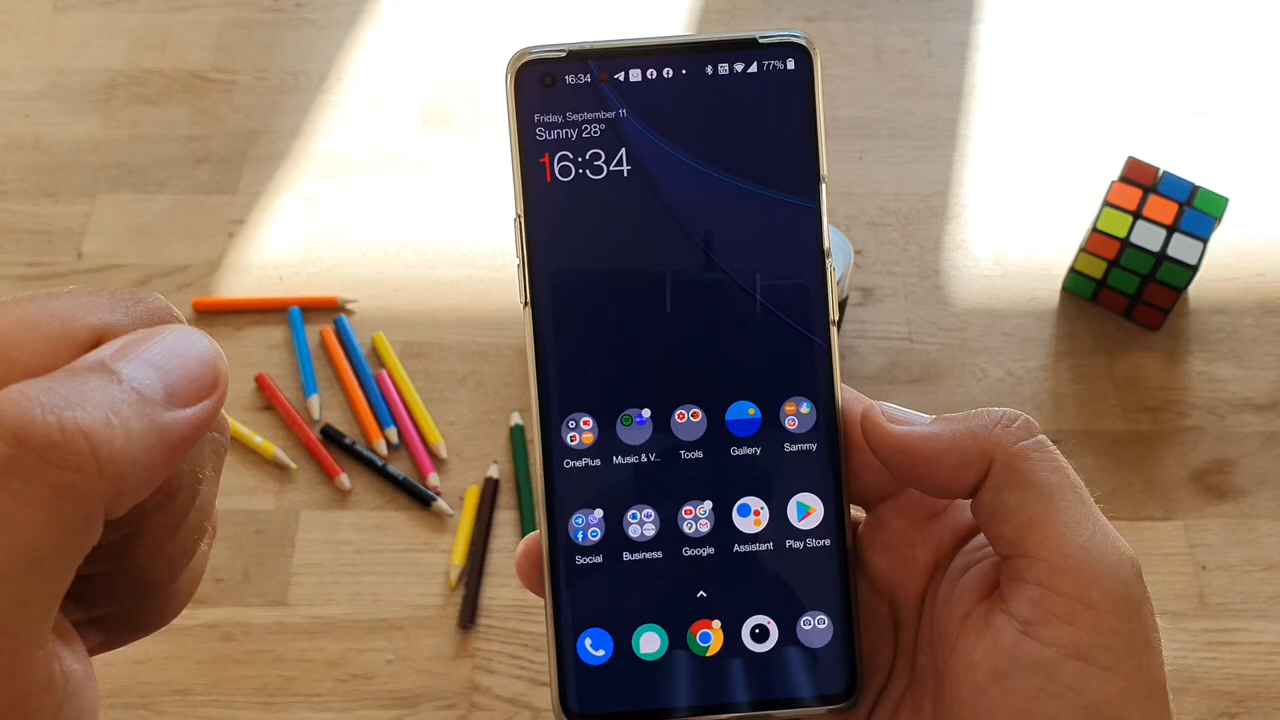 16:34
77%
Friday, September 11
Sunny 28°
16:34
OnePlus
Music & V...
Tools
Gallery
Sammy
Social
Business
Google
Assistant
Play Store